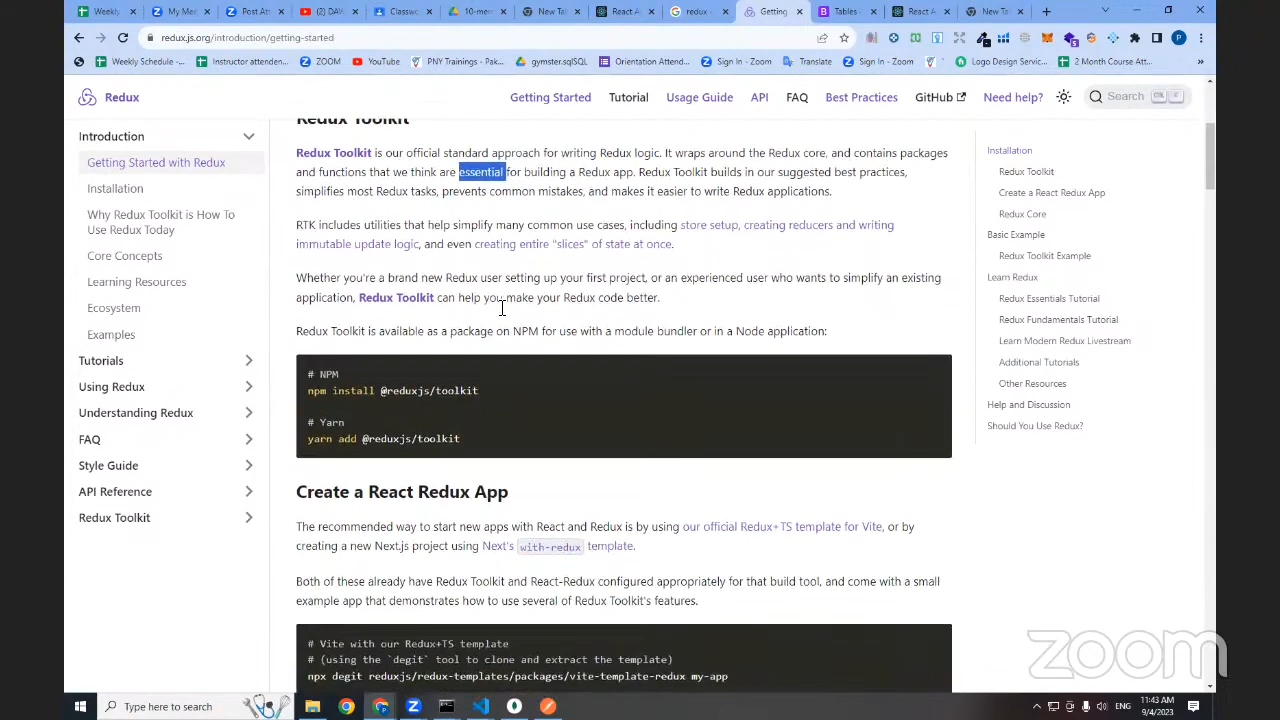 Weekly
My Me
Post Att
(2) DAV
Classw
10-mer
New Ta
React A
redux -
Getting
Tables -
React A
New Ta
redux.js.org/introduction/getting-started
Weekly Schedule -...
Instructor attenden...
ZOOM
YouTube
PNY Trainings - Pak...
gymster.sqlSQL
Orientation Attend...
Sign In - Zoom
Translate
Sign In - Zoom
Logo Design Servic...
2 Month Course Att...
»
Redux
Getting Started
Tutorial
Usage Guide
API
FAQ
Best Practices
GitHub
Need help?
Search
Introduction
Getting Started with Redux
Installation
Why Redux Toolkit is How To
Use Redux Today
Core Concepts
Learning Resources
Ecosystem
Examples
Tutorials
Using Redux
Understanding Redux
FAQ
Style Guide
API Reference
Redux Toolkit
Redux Toolkit
Redux Toolkit is our official standard approach for writing Redux logic. It wraps around the Redux core, and contains packages
and functions that we think are essential for building a Redux app. Redux Toolkit builds in our suggested best practices,
simplifies most Redux tasks, prevents common mistakes, and makes it easier to write Redux applications.
RTK includes utilities that help simplify many common use cases, including store setup, creating reducers and writing
immutable update logic, and even creating entire "slices" of state at once.
Whether you're a brand new Redux user setting up your first project, or an experienced user who wants to simplify an existing
application, Redux Toolkit can help you make your Redux code better.
Redux Toolkit is available as a package on NPM for use with a module bundler or in a Node application:
# NPM
npm install @reduxjs/toolkit
# Yarn
yarn add @reduxjs/toolkit
Create a React Redux App
The recommended way to start new apps with React and Redux is by using our official Redux+TS template for Vite, or by
creating a new Next.js project using Next's with-redux template.
Both of these already have Redux Toolkit and React-Redux configured appropriately for that build tool, and come with a small
example app that demonstrates how to use several of Redux Toolkit's features.
# Vite with our Redux+TS template
# (using the `degit` tool to clone and extract the template)
npx degit reduxjs/redux-templates/packages/vite-template-redux my-app
Installation
Redux Toolkit
Create a React Redux App
Redux Core
Basic Example
Redux Toolkit Example
Learn Redux
Redux Essentials Tutorial
Redux Fundamentals Tutorial
Learn Modern Redux Livestream
Additional Tutorials
Other Resources
Help and Discussion
Should You Use Redux?
zoom
Type here to search
ENG
11:43 AM
9/4/2023